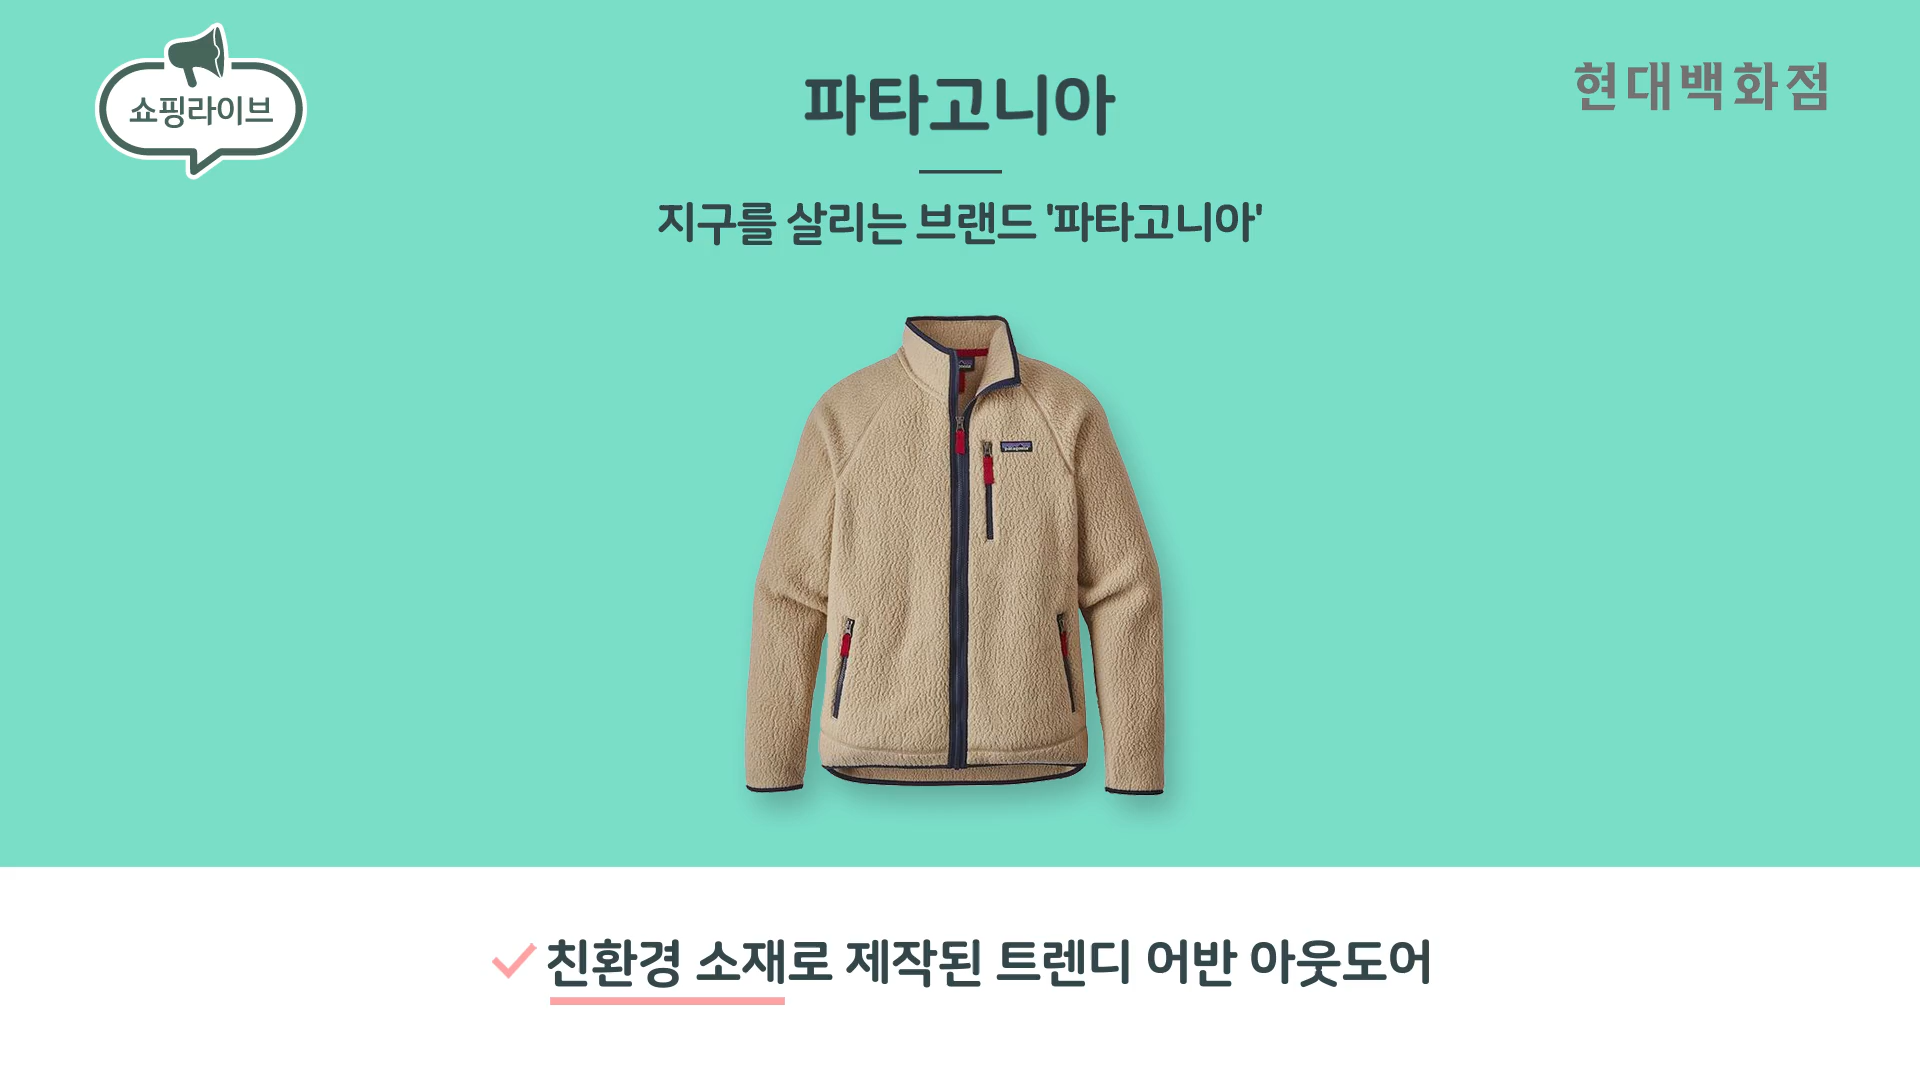 쇼핑라이브
현대백화점
파타고니아
지구를 살리는 브랜드 '파타고니아'
patagonia
친환경 소재로 제작된 트렌디 어반 아웃도어